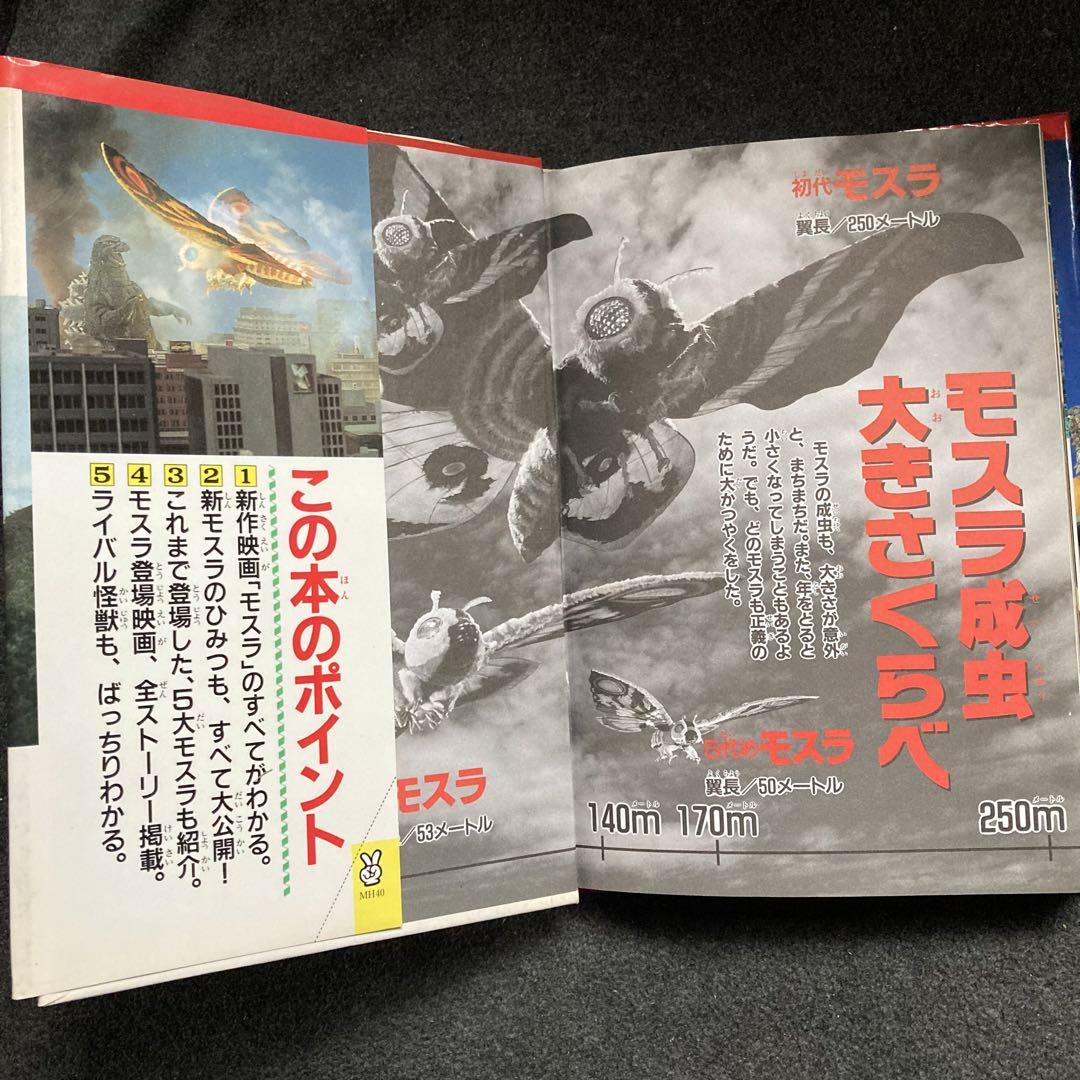 この本のポイント
1 新作映画「モスラ」のすべてがわかる。
2 新モスラのひみつも、すべて大公開！
3 これまで登場した、5大モスラも紹介。
4 モスラ登場映画、全ストーリー掲載。
5 ライバル怪獣も、ばっちりわかる。
MH40
モスラ成虫
大きさくらべ
モスラの成虫も、大きさが意外
と、まちまちだ。また、年をとると
小さくなってしまうこともあるよ
うだ。でも、どのモスラも正義の
ために大かつやくをした。
初代モスラ
翼長／250メートル
モスラ
／53メートル
5代めモスラ
翼長／50メートル
140m 170m 250m